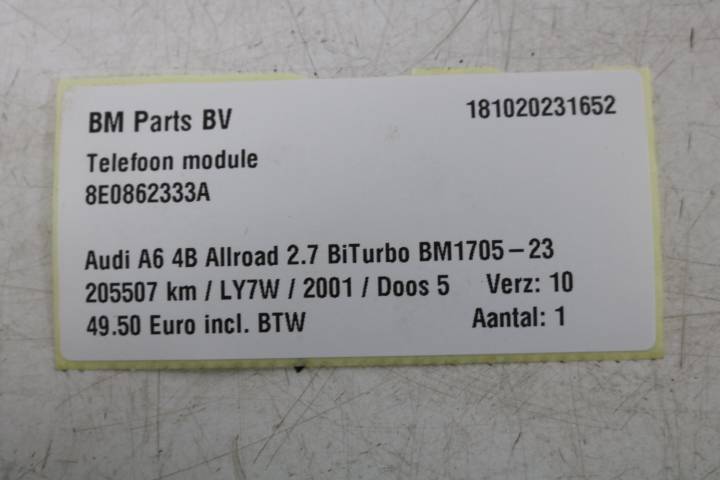 BM Parts BV 181020231652
Telefoon module
8E0862333A
Audi A6 4B Allroad 2.7 BiTurbo BM1705-23
205507 km / LY7W / 2001 / Doos 5 Verz: 10
49.50 Euro incl. BTW Aantal: 1